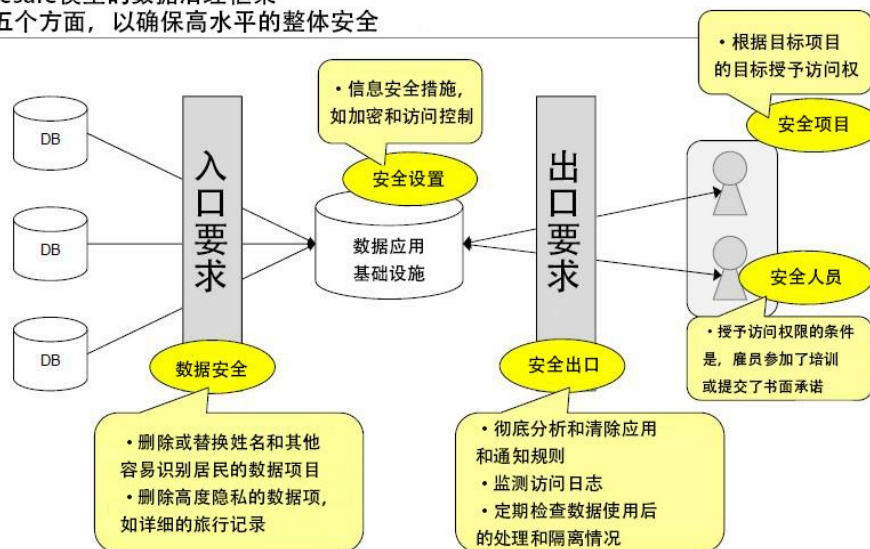 五个方面，以确保高水平的整体安全
・根据目标项目
的目标授予访问权
安全项目
・信息安全措施，
如加密和访问控制
安全设置
DB
DB
DB
入口要求
数据应用
基础设施
出口要求
安全人员
・授予访问权限的条件
是，雇员参加了培训
或提交了书面承诺
数据安全
・删除或替换姓名和其他
容易识别居民的数据项目
・删除高度隐私的数据项，
如详细的旅行记录
安全出口
・彻底分析和清除应用
和通知规则
・监测访问日志
・定期检查数据使用后
的处理和隔离情况